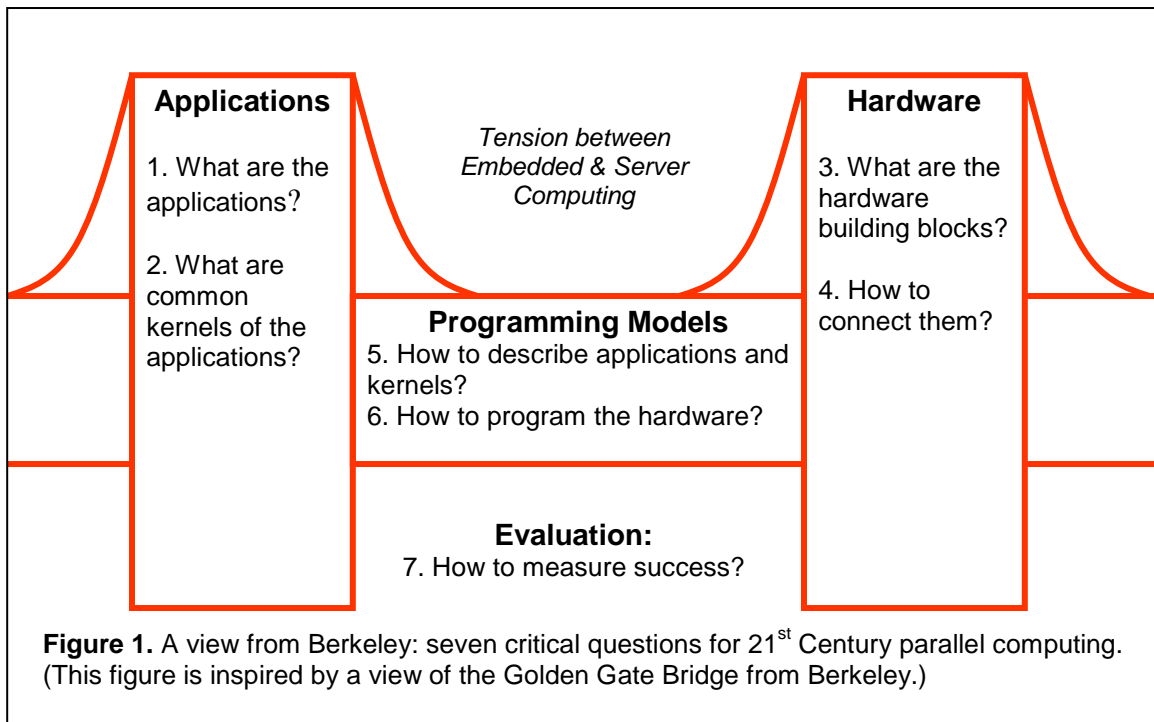 Applications
1. What are the
applications?
2. What are
common
kernels of the
applications?
Tension between
Embedded & Server
Computing
Hardware
3. What are the
hardware
building blocks?
4. How to
connect them?
Programming Models
5. How to describe applications and
kernels?
6. How to program the hardware?
Evaluation:
7. How to measure success?
Figure 1. A view from Berkeley: seven critical questions for 21st Century parallel computing.
(This figure is inspired by a view of the Golden Gate Bridge from Berkeley.)